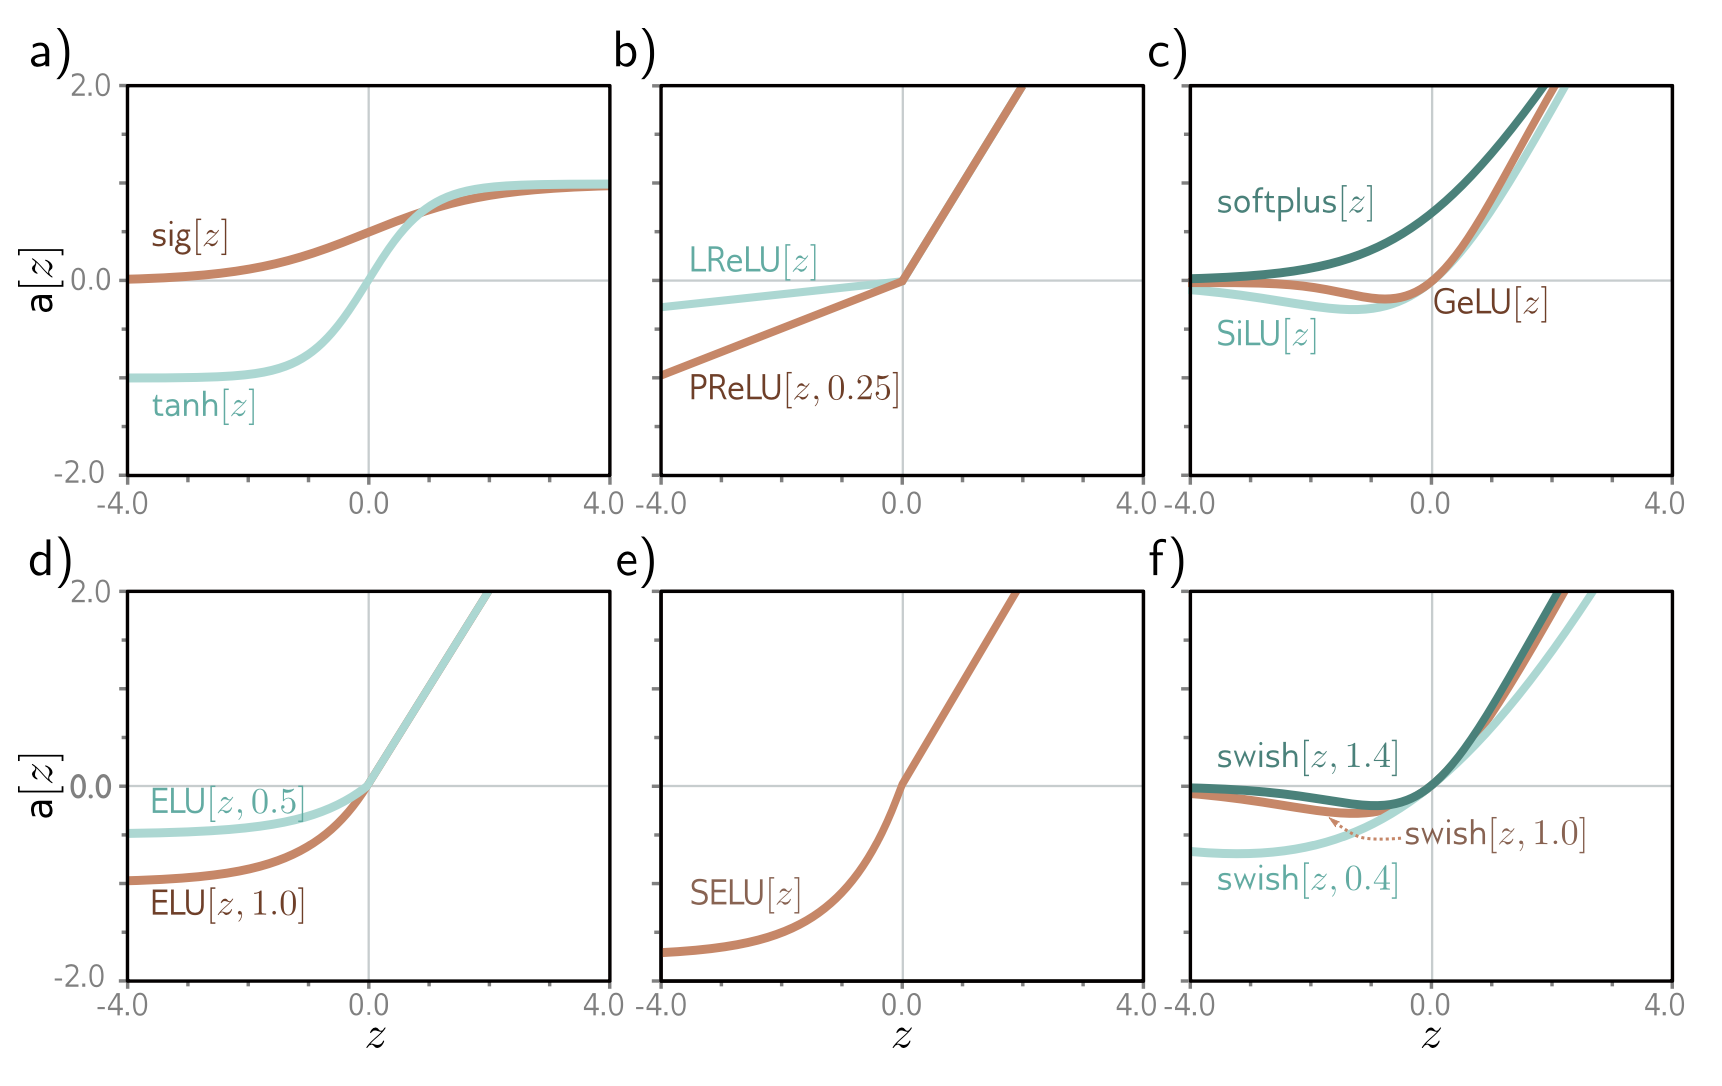 a)
2.0
0.0
-2.0
a[z]
sig[z]
tanh[z]
-4.0 0.0 4.0
b)
LReLU[z]
PReLU[z, 0.25]
-4.0 0.0 4.0
c)
softplus[z]
GeLU[z]
SiLU[z]
-4.0 0.0 4.0
d)
2.0
0.0
-2.0
a[z]
ELU[z, 0.5]
ELU[z, 1.0]
-4.0 0.0 4.0
z
e)
SELU[z]
-4.0 0.0 4.0
z
f)
swish[z, 1.4]
swish[z, 1.0]
swish[z, 0.4]
-4.0 0.0 4.0
z